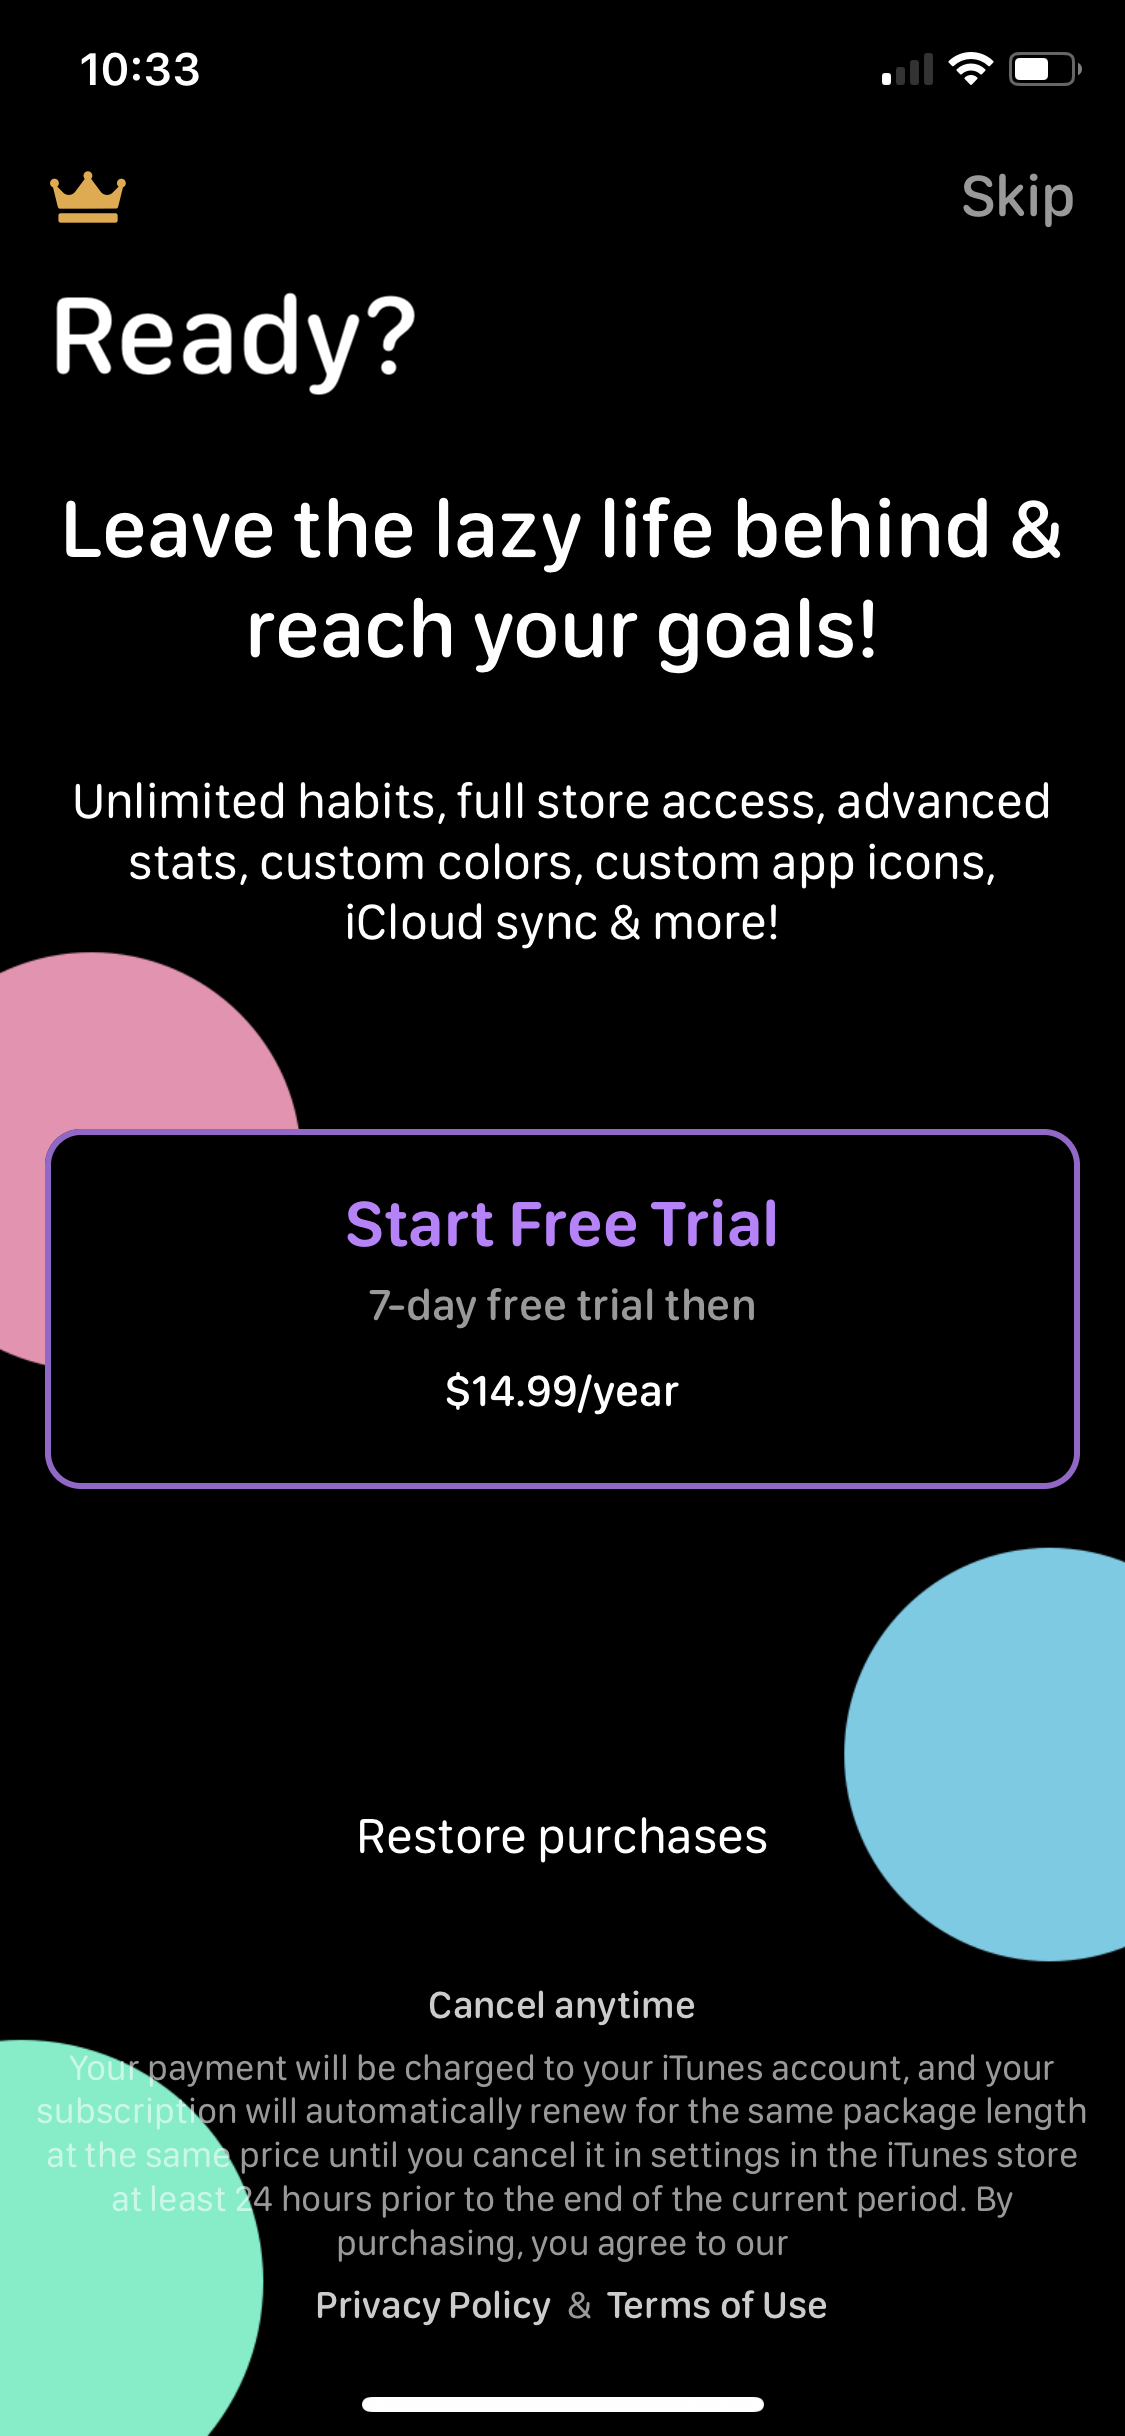 10:33
Skip
Ready?
Leave the lazy life behind &
reach your goals!
Unlimited habits, full store access, advanced
stats, custom colors, custom app icons,
iCloud sync & more!
Start Free Trial
7-day free trial then
$14.99/year
Restore purchases
Cancel anytime
Your payment will be charged to your iTunes account, and your
subscription will automatically renew for the same package length
at the same price until you cancel it in settings in the iTunes store
at least 24 hours prior to the end of the current period. By
purchasing, you agree to our
Privacy Policy & Terms of Use